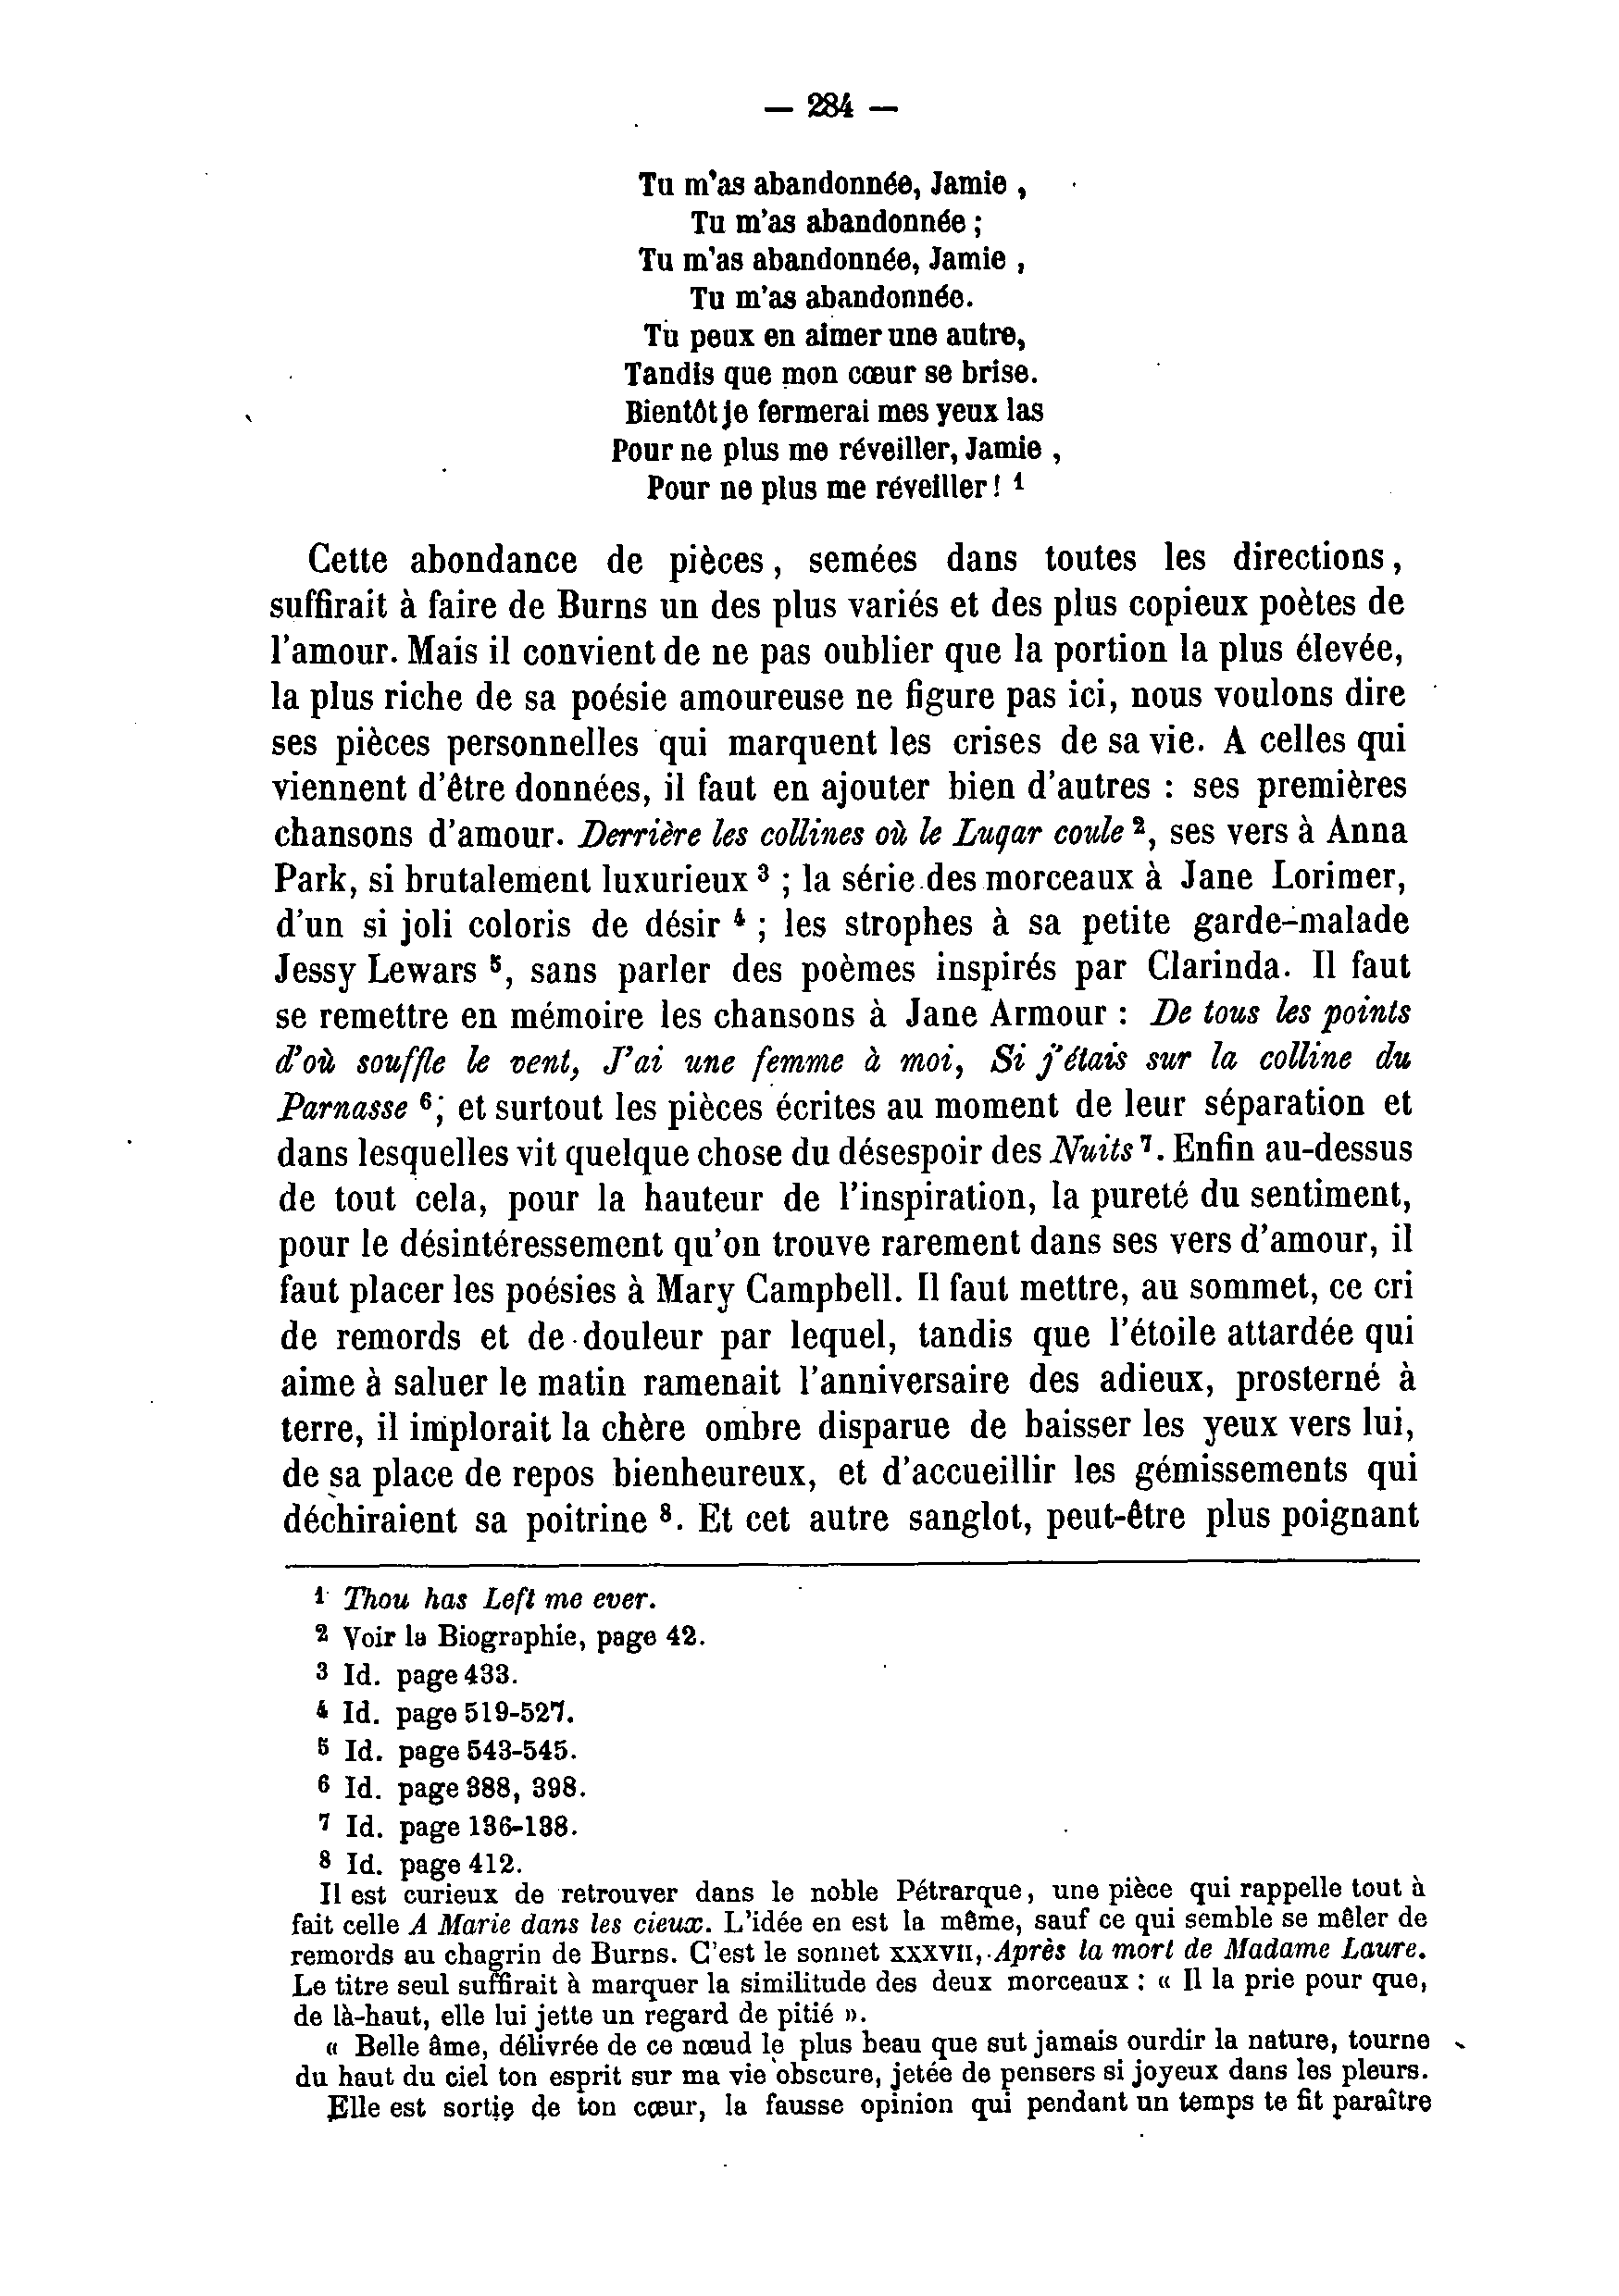 — 284 —
Tu m'as abandonnée, Jamie ,
Tu m'as abandonnée ;
Tu m'as abandonnée, Jamie ,
Tu m'as abandonnée.
Tu peux en aimer une autre,
Tandis que mon cœur se brise.
Bientôt je fermerai mes yeux las
Pour ne plus me réveiller, Jamie ,
Pour ne plus me réveiller ! 1
Cette abondance de pièces, semées dans toutes les directions,
suffirait à faire de Burns un des plus variés et des plus copieux poètes de
l'amour. Mais il convient de ne pas oublier que la portion la plus élevée,
la plus riche de sa poésie amoureuse ne figure pas ici, nous voulons dire
ses pièces personnelles qui marquent les crises de sa vie. A celles qui
viennent d'être données, il faut en ajouter bien d'autres : ses premières
chansons d'amour. Derrière les collines où le Luqar coule 2, ses vers à Anna
Park, si brutalement luxurieux 3 ; la série des morceaux à Jane Lorimer,
d'un si joli coloris de désir 4 ; les strophes à sa petite garde-malade
Jessy Lewars 5, sans parler des poèmes inspirés par Clarinda. Il faut
se remettre en mémoire les chansons à Jane Armour : De tous les points
d'où souffle le vent, J'ai une femme à moi, Si j'étais sur la colline du
Parnasse 6; et surtout les pièces écrites au moment de leur séparation et
dans lesquelles vit quelque chose du désespoir des Nuits 7. Enfin au-dessus
de tout cela, pour la hauteur de l'inspiration, la pureté du sentiment,
pour le désintéressement qu'on trouve rarement dans ses vers d'amour, il
faut placer les poésies à Mary Campbell. Il faut mettre, au sommet, ce cri
de remords et de douleur par lequel, tandis que l'étoile attardée qui
aime à saluer le matin ramenait l'anniversaire des adieux, prosterné à
terre, il implorait la chère ombre disparue de baisser les yeux vers lui,
de sa place de repos bienheureux, et d'accueillir les gémissements qui
déchiraient sa poitrine 8. Et cet autre sanglot, peut-être plus poignant
1 Thou has Left me ever.
2 Voir la Biographie, page 42.
3 Id. page 433.
4 Id. page 519-527.
5 Id. page 543-545.
6 Id. page 388, 398.
7 Id. page 136-138.
8 Id. page 412.
Il est curieux de retrouver dans le noble Pétrarque, une pièce qui rappelle tout à
fait celle A Marie dans les cieux. L'idée en est la même, sauf ce qui semble se mêler de
remords au chagrin de Burns. C'est le sonnet XXXVII, Après la mort de Madame Laure.
Le titre seul suffirait à marquer la similitude des deux morceaux : « Il la prie pour que,
de là-haut, elle lui jette un regard de pitié ».
« Belle âme, délivrée de ce nœud le plus beau que sut jamais ourdir la nature, tourne
du haut du ciel ton esprit sur ma vie obscure, jetée de pensers si joyeux dans les pleurs.
Elle est sortie de ton cœur, la fausse opinion qui pendant un temps te fit paraître